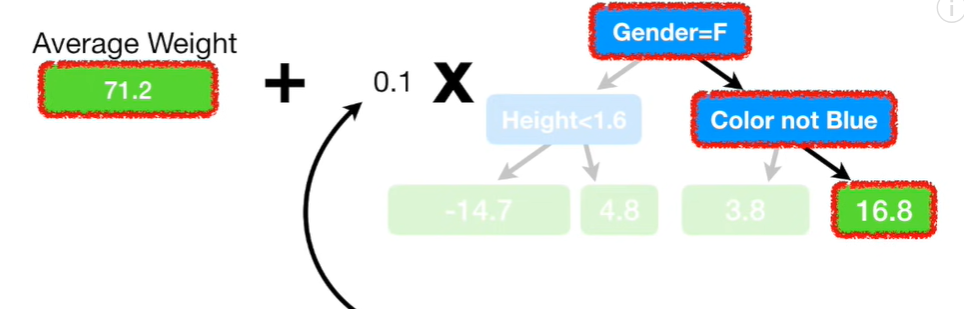 Gender=F
Average Weight
71.2
+
0.1
X
Height<1.6
Color not Blue
-14.7
4.8
3.8
16.8